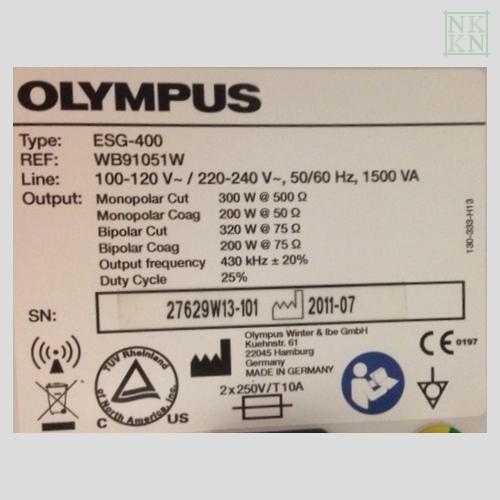 NK
KN
OLYMPUS
Type: ESG-400
REF: WB91051W
Line: 100-120 V~ / 220-240 V~, 50/60 Hz, 1500 VA
Output: Monopolar Cut 300 W @ 500 Ω
Monopolar Coag 200 W @ 50 Ω
Bipolar Cut 320 W @ 75 Ω
Bipolar Coag 200 W @ 75 Ω
Output frequency 430 kHz ± 20%
Duty Cycle 25%
130-333-H13
SN: 27629W13-101 2011-07
TÜV Rheinland
of North America, Inc.
C US
Olympus Winter & Ibe GmbH
Kuehnstr. 61
22045 Hamburg
Germany
MADE IN GERMANY
2 x 250V/T10A
CE 0197